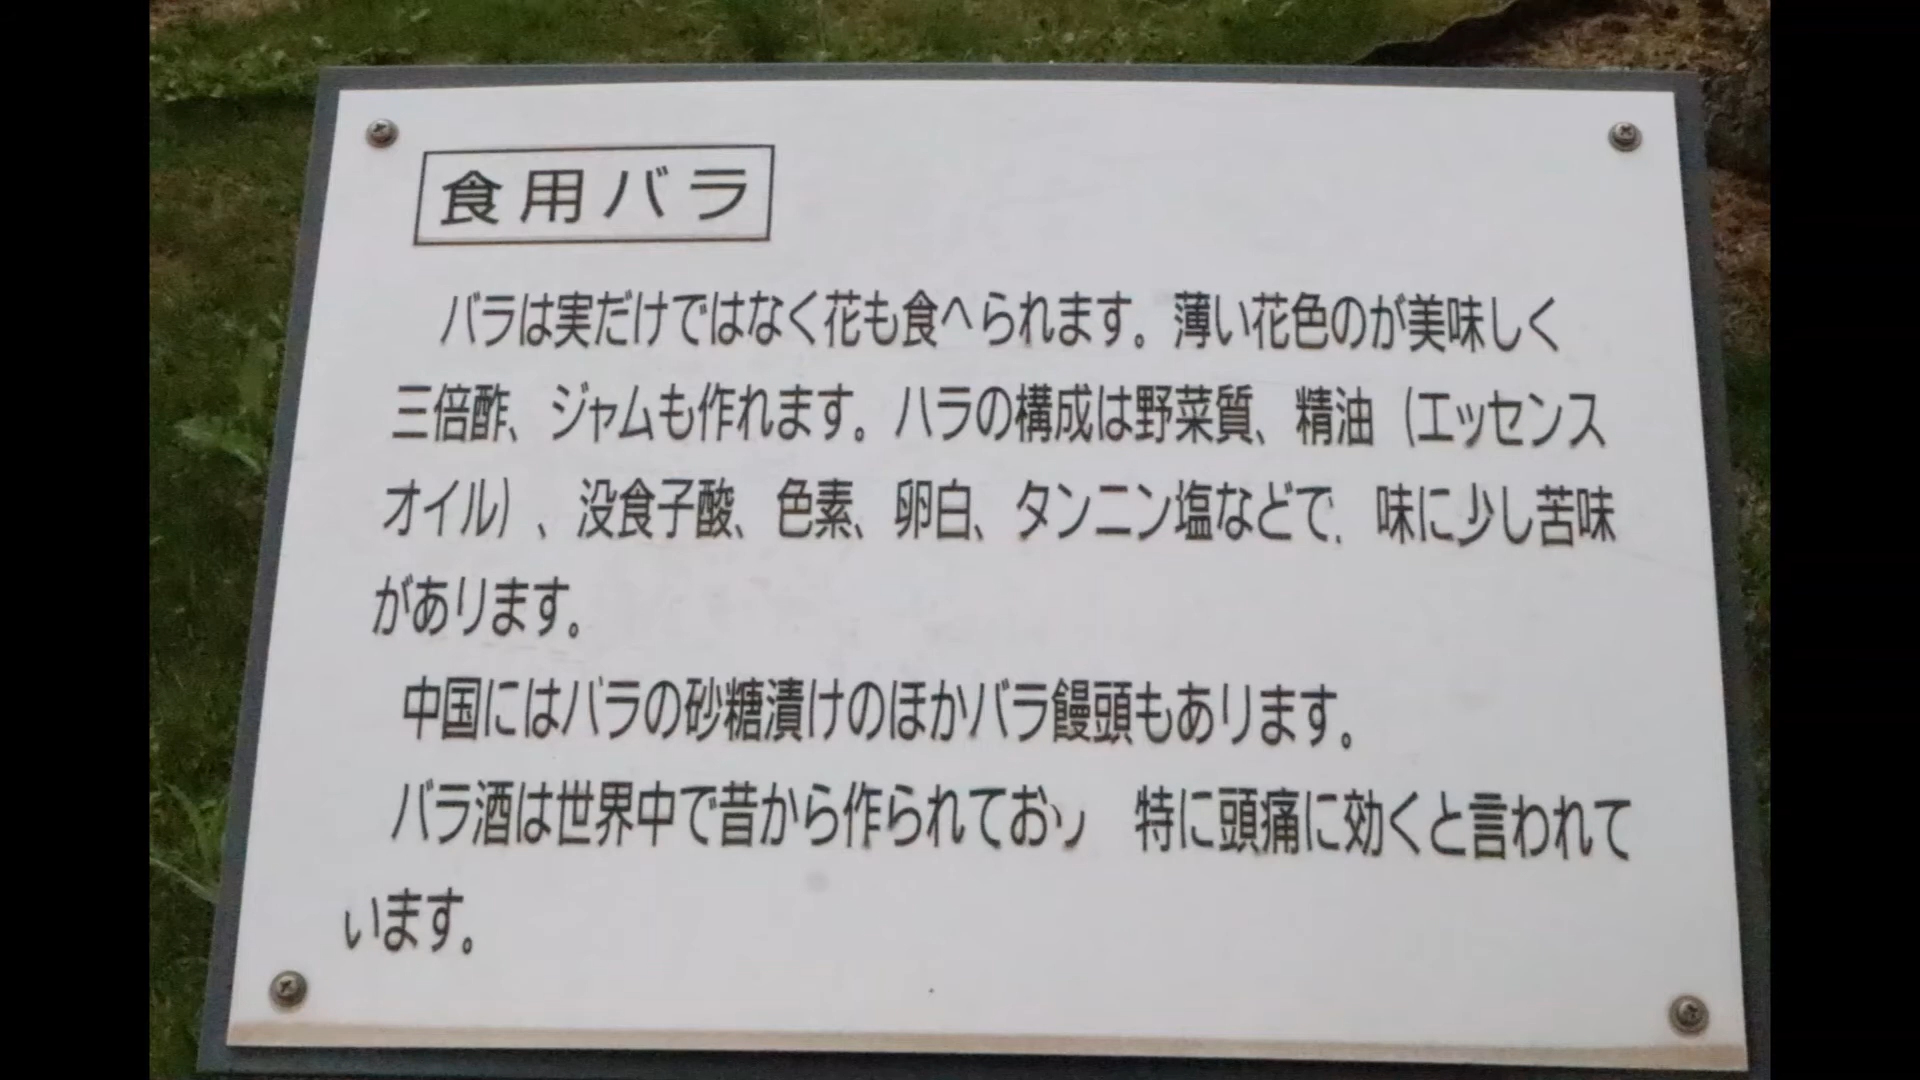 食用バラ
バラは実だけではなく花も食へられます。薄い花色のが美味しく
三倍酢、ジャムも作れます。ハラの構成は野菜質、精油（エッセンス
オイル）、没食子酸、色素、卵白、タンニン塩などで、味に少し苦味
があります。
中国にはバラの砂糖漬けのほかバラ饅頭もあります。
バラ酒は世界中で昔から作られており　特に頭痛に効くと言われて
います。